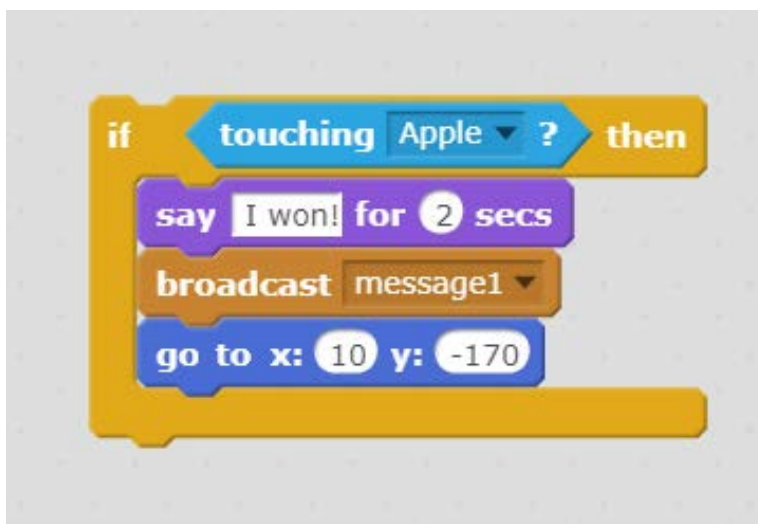 if touching Apple ? then
say I won! for 2 secs
broadcast message1
go to x: 10 y: -170